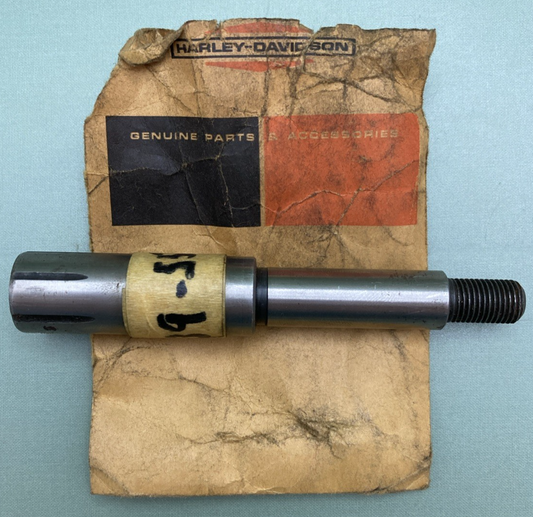 HARLEY-DAVIDSON
GENUINE PARTS & ACCESSORIES